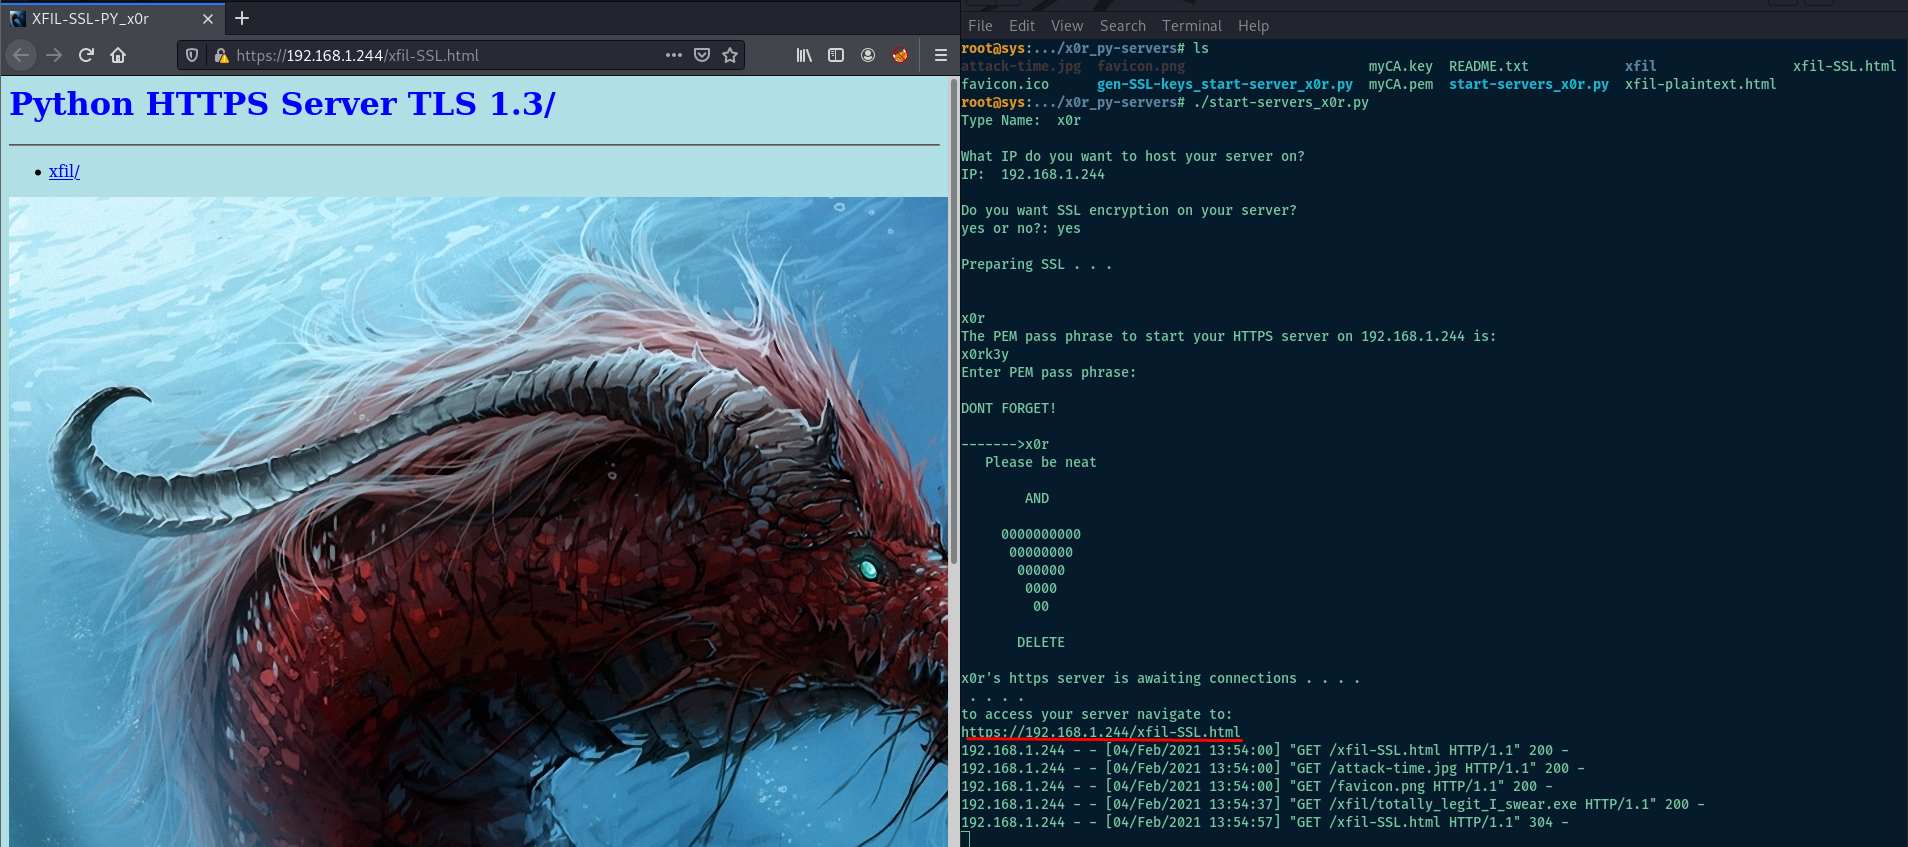 XFIL-SSL-PY_x0r
https://192.168.1.244/xfil-SSL.html
Python HTTPS Server TLS 1.3/
xfil/
File Edit View Search Terminal Help
root@sys:.../x0r_py-servers# ls
attack-time.jpg favicon.png myCA.key README.txt xfil xfil-SSL.html
favicon.ico gen-SSL-keys_start-server_x0r.py myCA.pem start-servers_x0r.py xfil-plaintext.html
root@sys:.../x0r_py-servers# ./start-servers_x0r.py
Type Name: x0r
What IP do you want to host your server on?
IP: 192.168.1.244
Do you want SSL encryption on your server?
yes or no?: yes
Preparing SSL . . .
x0r
The PEM pass phrase to start your HTTPS server on 192.168.1.244 is:
x0rk3y
Enter PEM pass phrase:
DONT FORGET!
------->x0r
Please be neat
AND
0000000000
00000000
000000
0000
00
DELETE
x0r's https server is awaiting connections . . . .
. . . .
to access your server navigate to:
https://192.168.1.244/xfil-SSL.html
192.168.1.244 - - [04/Feb/2021 13:54:00] "GET /xfil-SSL.html HTTP/1.1" 200 -
192.168.1.244 - - [04/Feb/2021 13:54:00] "GET /attack-time.jpg HTTP/1.1" 200 -
192.168.1.244 - - [04/Feb/2021 13:54:00] "GET /favicon.png HTTP/1.1" 200 -
192.168.1.244 - - [04/Feb/2021 13:54:37] "GET /xfil/totally_legit_I_swear.exe HTTP/1.1" 200 -
192.168.1.244 - - [04/Feb/2021 13:54:57] "GET /xfil-SSL.html HTTP/1.1" 304 -